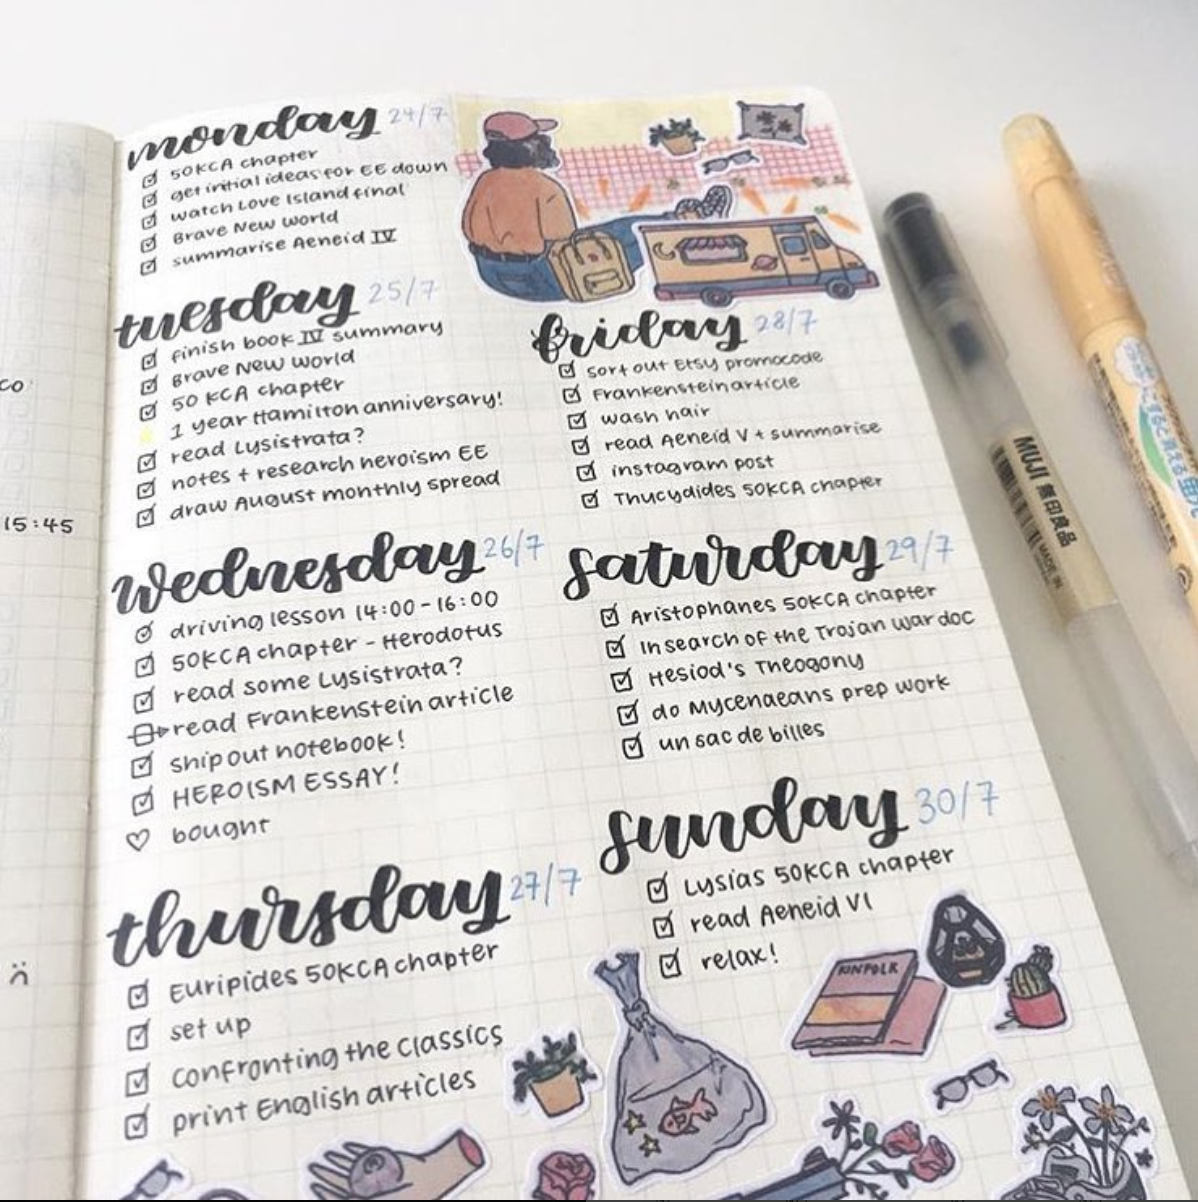 co
15:45
monday 24/7
50KCA chapter
get initial ideas for EE down
watch Love Island final
Brave New World
summarise Aeneid IV
tuesday 25/7
finish book IV summary
Brave New World
50 KCA chapter
1 year Hamilton anniversary!
read Lysistrata?
notes + research heroism EE
draw August monthly spread
wednesday 26/7
driving lesson 14:00-16:00
50KCA chapter - Herodotus
read some Lysistrata?
read Frankenstein article
ship out notebook!
HEROISM ESSAY!
bought
thursday 27/7
Euripides 50KCA chapter
set up
confronting the Classics
print English articles
friday 28/7
sort out Etsy promocode
Frankenstein article
wash hair
read Aeneid V + summarise
instagram post
Thucydides 50KCA chapter
saturday 29/7
Aristophanes 50KCA chapter
In search of the Trojan war doc
Hesiod's Theogony
do Mycenaeans prep work
un sac de billes
sunday 30/7
Lysias 50KCA chapter
read Aeneid VI
relax!
KINFOLK
MUJI 無印良品
MADE IN